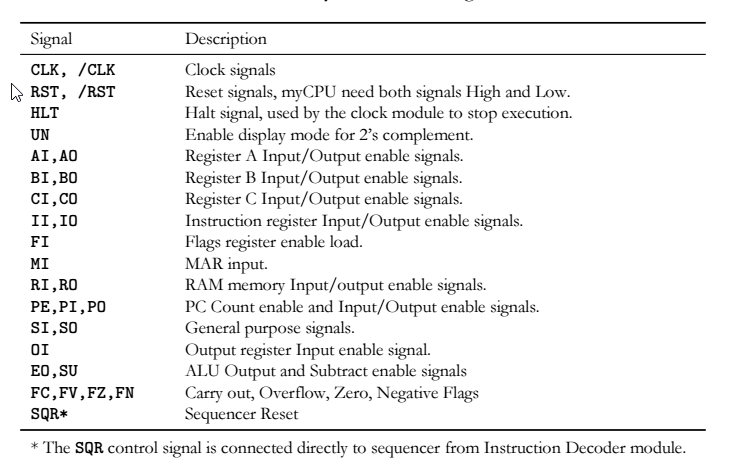 Signal Description
CLK, /CLK Clock signals
RST, /RST Reset signals, myCPU need both signals High and Low.
HLT Halt signal, used by the clock module to stop execution.
UN Enable display mode for 2's complement.
AI,AO Register A Input/Output enable signals.
BI,BO Register B Input/Output enable signals.
CI,CO Register C Input/Output enable signals.
II,IO Instruction register Input/Output enable signals.
FI Flags register enable load.
MI MAR input.
RI,RO RAM memory Input/output enable signals.
PE,PI,PO PC Count enable and Input/Output enable signals.
SI,SO General purpose signals.
OI Output register Input enable signal.
EO,SU ALU Output and Subtract enable signals
FC,FV,FZ,FN Carry out, Overflow, Zero, Negative Flags
SQR* Sequencer Reset
* The SQR control signal is connected directly to sequencer from Instruction Decoder module.